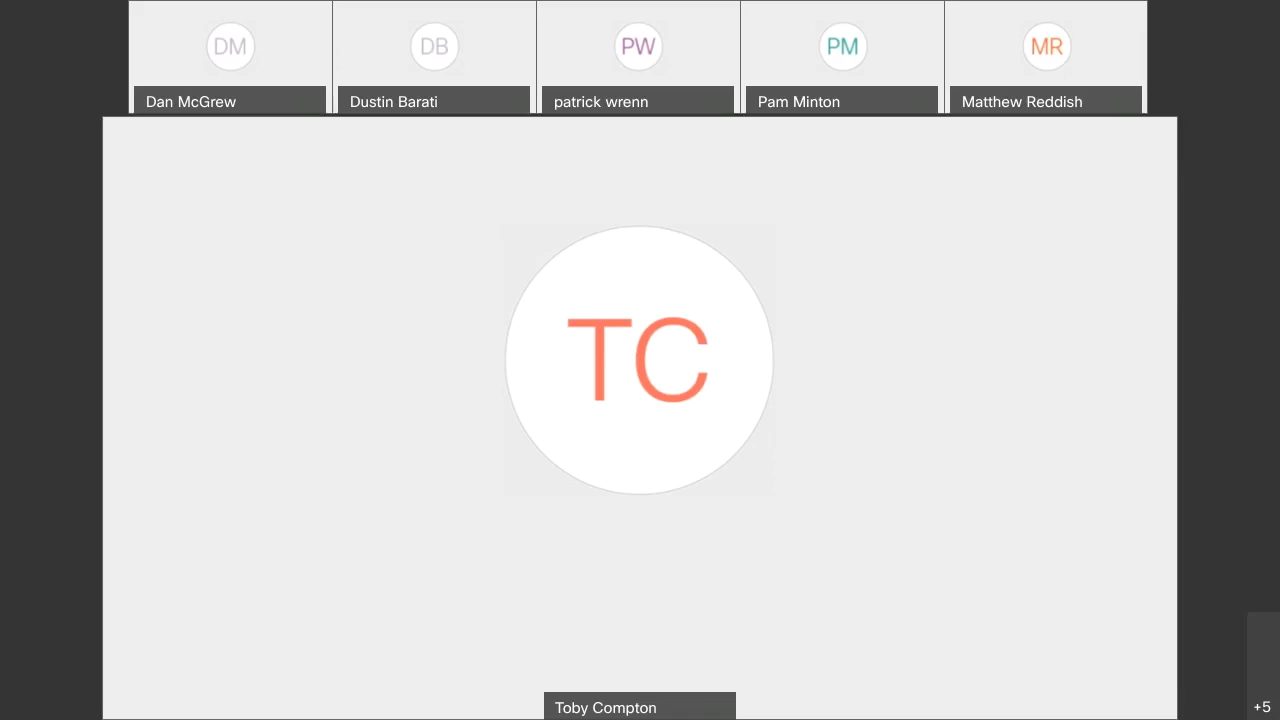 DM
DB
PW
PM
MR
Dan McGrew
Dustin Barati
patrick wrenn
Pam Minton
Matthew Reddish
TC
Toby Compton
+5